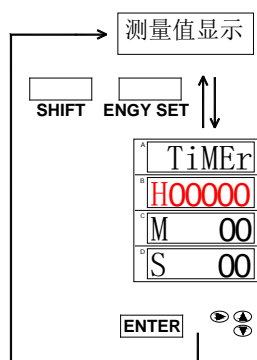 测量值显示
SHIFT ENGY SET
A TiMEr
B H00000
C M 00
D S 00
ENTER